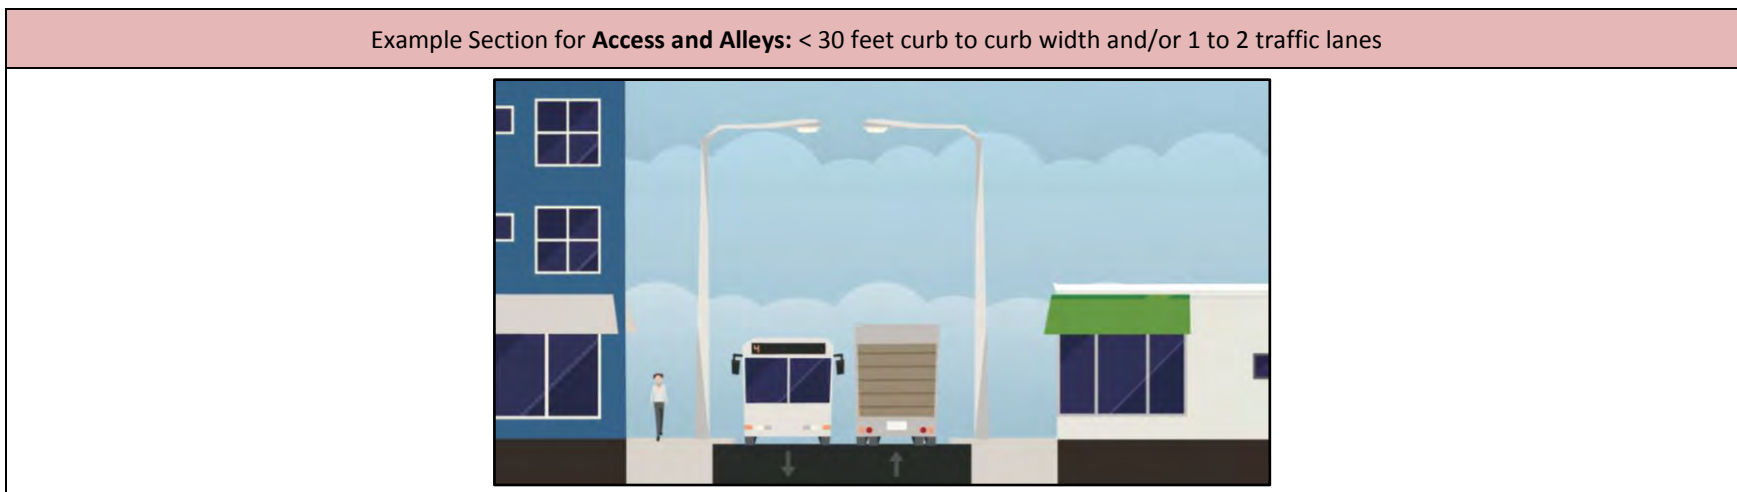 Example Section for Access and Alleys: < 30 feet curb to curb width and/or 1 to 2 traffic lanes
4